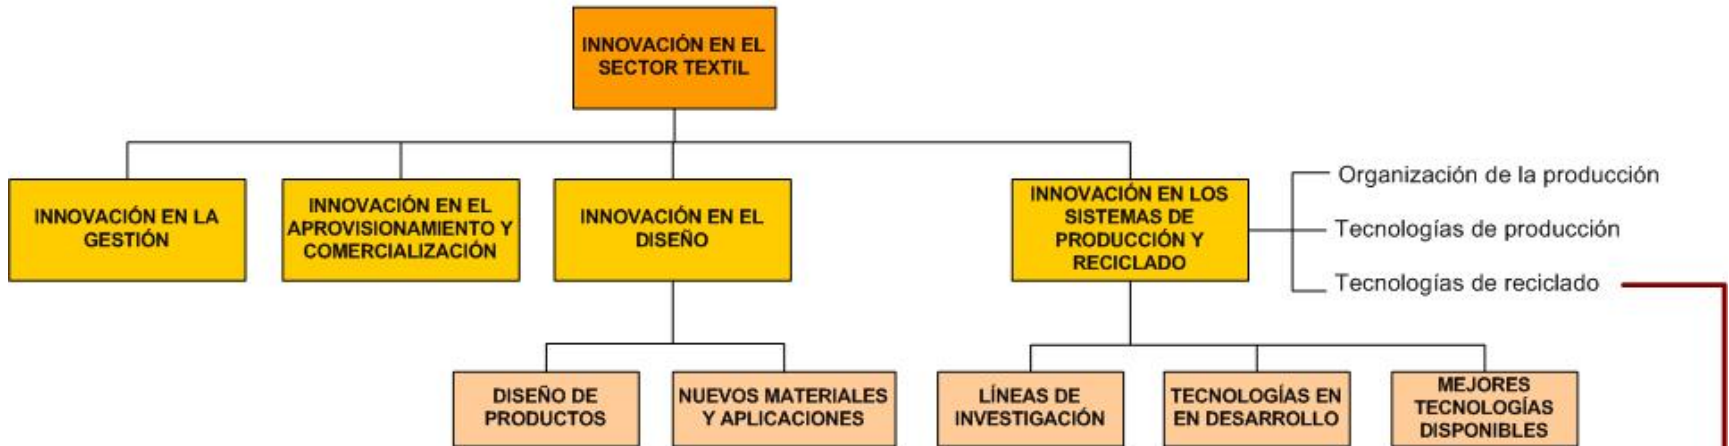 INNOVACIÓN EN EL
SECTOR TEXTIL
INNOVACIÓN EN LA
GESTIÓN
INNOVACIÓN EN EL
APROVISIONAMIENTO Y
COMERCIALIZACIÓN
INNOVACIÓN EN EL
DISEÑO
INNOVACIÓN EN LOS
SISTEMAS DE
PRODUCCIÓN Y
RECICLADO
Organización de la producción
Tecnologías de producción
Tecnologías de reciclado
DISEÑO DE
PRODUCTOS
NUEVOS MATERIALES
Y APLICACIONES
LÍNEAS DE
INVESTIGACIÓN
TECNOLOGÍAS EN
EN DESARROLLO
MEJORES
TECNOLOGÍAS
DISPONIBLES